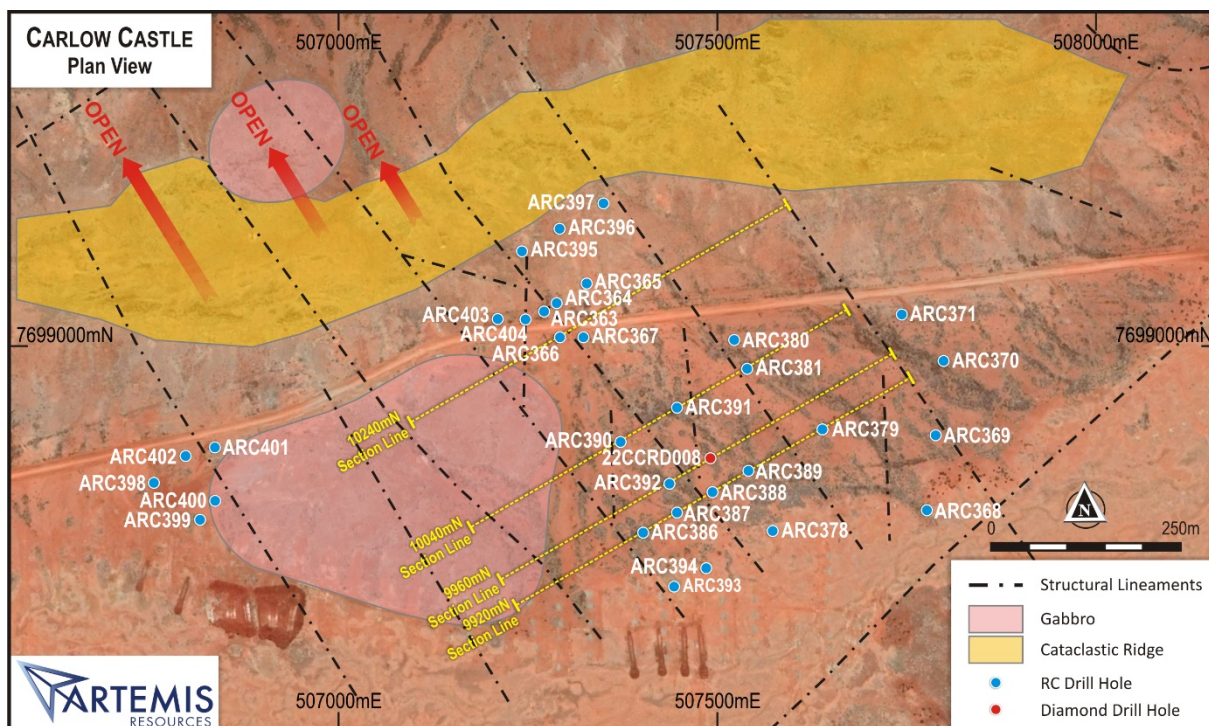 CARLOW CASTLE
Plan View
507000mE
507500mE
508000mE
OPEN
OPEN
OPEN
ARC397
ARC396
ARC395
ARC365
ARC364
ARC403
ARC363
ARC404
ARC371
7699000mN
7699000mN
ARC366
ARC367
ARC380
ARC370
ARC381
ARC391
10240mN
Section Line
ARC390
ARC379
ARC369
ARC401
ARC402
22CCRD008
ARC389
ARC398
ARC392
ARC388
ARC400
ARC399
ARC387
ARC368
ARC386
ARC378
10040mN
Section Line
N
0
250m
ARC394
ARC393
9960mN
Section Line
9920mN
Section Line
Structural Lineaments
Gabbro
Cataclastic Ridge
RC Drill Hole
Diamond Drill Hole
ARTEMIS
RESOURCES
507000mE
507500mE